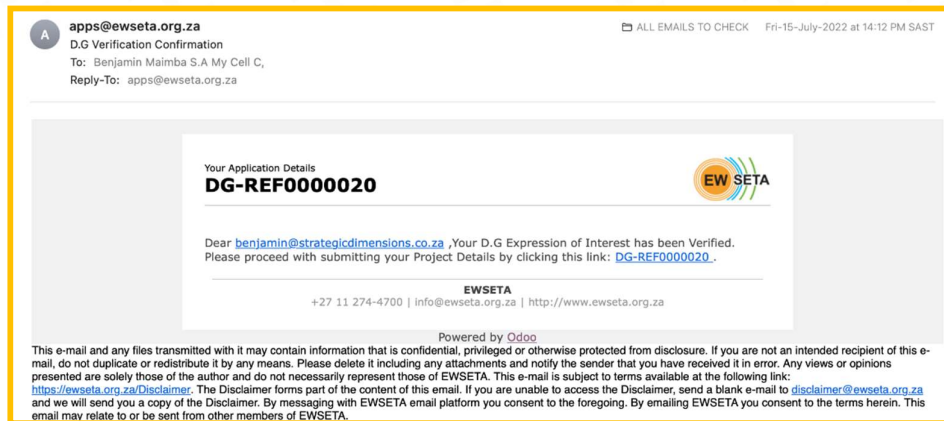 A
apps@ewseta.org.za
ALL EMAILS TO CHECK Fri-15-July-2022 at 14:12 PM SAST
D.G Verification Confirmation
To: Benjamin Maimba S.A My Cell C,
Reply-To: apps@ewseta.org.za
Your Application Details
DG-REF0000020
EW SETA
Dear benjamin@strategicdimensions.co.za ,Your D.G Expression of Interest has been Verified.
Please proceed with submitting your Project Details by clicking this link: DG-REF0000020 .
EWSETA
+27 11 274-4700 | info@ewseta.org.za | http://www.ewseta.org.za
Powered by Odoo
This e-mail and any files transmitted with it may contain information that is confidential, privileged or otherwise protected from disclosure. If you are not an intended recipient of this e-
mail, do not duplicate or redistribute it by any means. Please delete it including any attachments and notify the sender that you have received it in error. Any views or opinions
presented are solely those of the author and do not necessarily represent those of EWSETA. This e-mail is subject to terms available at the following link:
https://ewseta.org.za/Disclaimer. The Disclaimer forms part of the content of this email. If you are unable to access the Disclaimer, send a blank e-mail to disclaimer@ewseta.org.za
and we will send you a copy of the Disclaimer. By messaging with EWSETA email platform you consent to the foregoing. By emailing EWSETA you consent to the terms herein. This
email may relate to or be sent from other members of EWSETA.